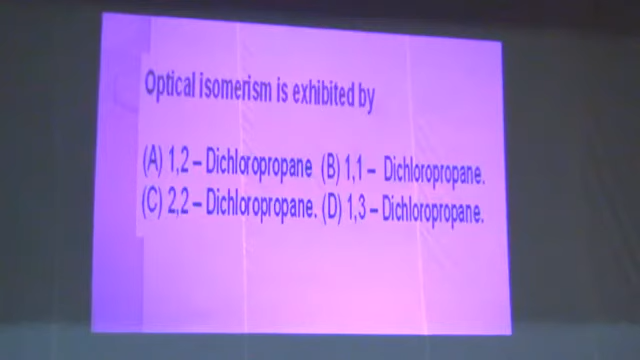 Optical isomerism is exhibited by
(A) 1,2 – Dichloropropane (B) 1,1 – Dichloropropane.
(C) 2,2 – Dichloropropane. (D) 1,3 – Dichloropropane.